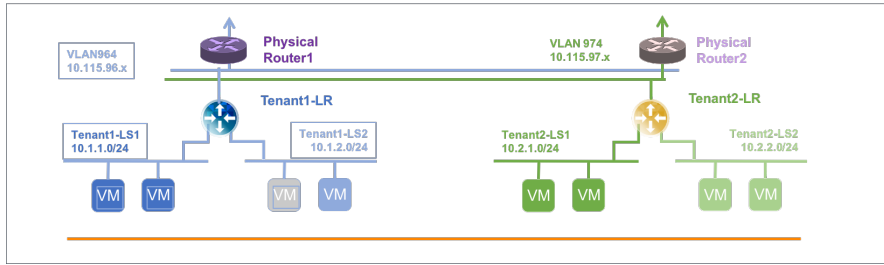 Physical
Router1
VLAN964
10.115.96.x
VLAN 974
10.115.97.x
Physical
Router2
Tenant1-LR
Tenant2-LR
Tenant1-LS1
10.1.1.0/24
Tenant1-LS2
10.1.2.0/24
Tenant2-LS1
10.2.1.0/24
Tenant2-LS2
10.2.2.0/24
VM
VM
VM
VM
VM
VM
VM
VM